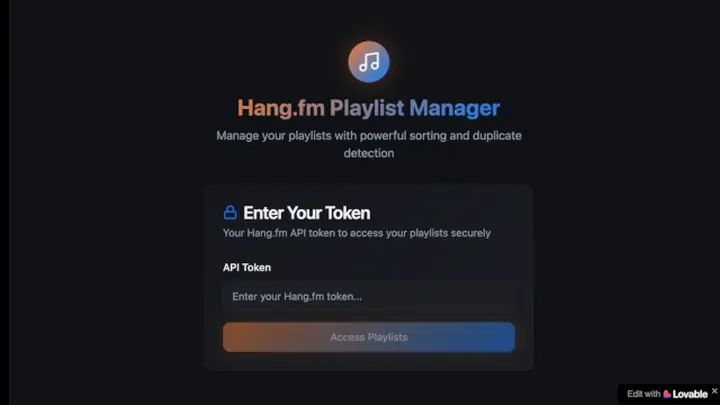 Hang.fm Playlist Manager
Manage your playlists with powerful sorting and duplicate
detection
Enter Your Token
Your Hang.fm API token to access your playlists securely
API Token
Enter your Hang.fm token...
Access Playlists
Edit with Lovable